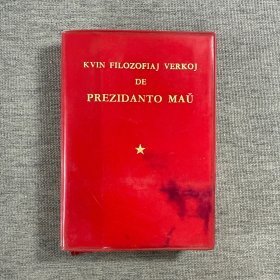 KVIN FILOZOFIAJ VERKOJ
DE
PREZIDANTO MAŬ